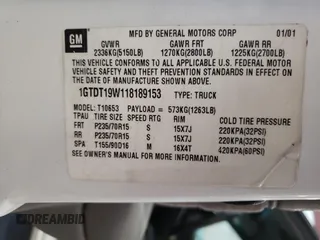 GM
MFD BY GENERAL MOTORS CORP 01/01
GVWR GAWR FRT GAWR RR
2336KG(5150LB) 1270KG(2800LB) 1225KG(2700LB)
THIS VEHICLE CONFORMS TO ALL APPLICABLE U.S. FEDERAL MOTOR
VEHICLE SAFETY AND THEFT PREVENTION STANDARDS IN EFFECT ON
THE DATE OF MANUFACTURE SHOWN ABOVE.
1GTDT19W118189153 TYPE: TRUCK
MODEL: T10653 PAYLOAD = 573KG(1263LB)
TPAU TIRE SIZE SPEED RTG RIM COLD TIRE PRESSURE
FRT P235/70R15 S 15X7J 220KPA(32PSI)
RR P235/70R15 S 15X7J 220KPA(32PSI)
SPA T155/90D16 M 16X4T 420KPA(60PSI)
SEE OWNER'S MANUAL FOR ADDITIONAL INFORMATION.
DREAMBID